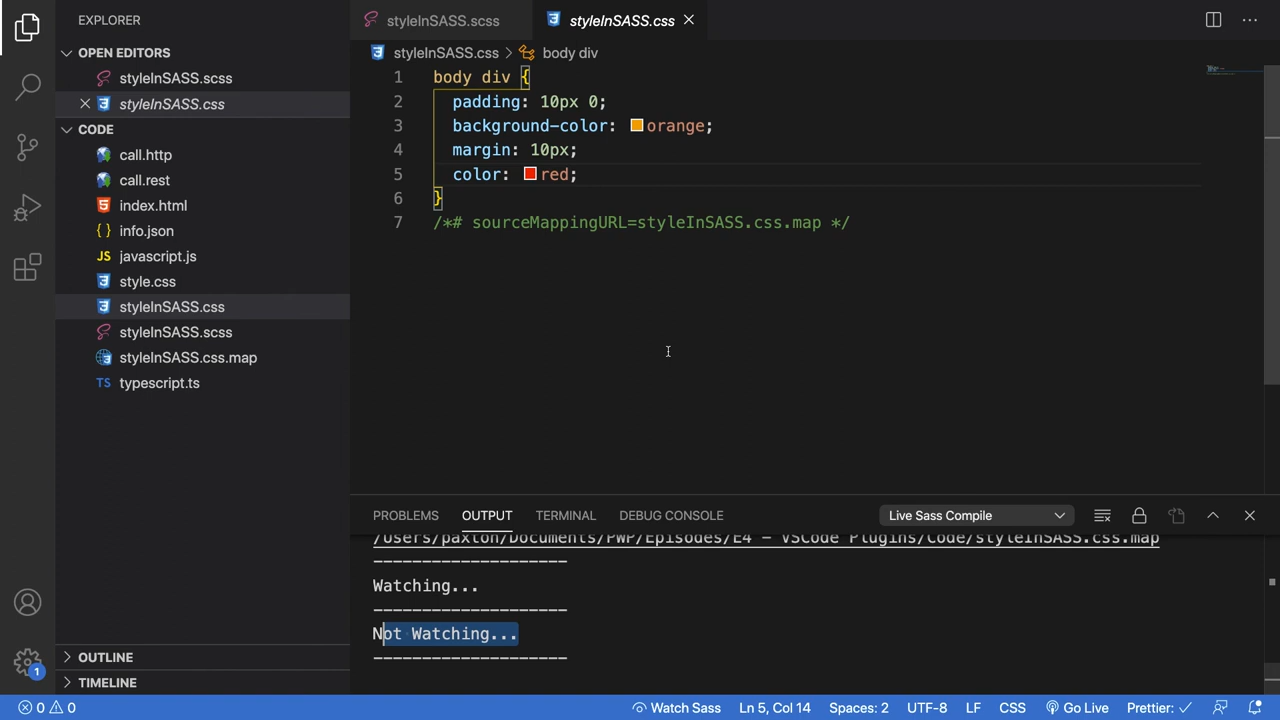 EXPLORER
OPEN EDITORS
styleInSASS.scss
styleInSASS.css
CODE
call.http
call.rest
index.html
{ } info.json
JS javascript.js
style.css
styleInSASS.css
styleInSASS.scss
styleInSASS.css.map
TS typescript.ts
OUTLINE
TIMELINE
1
styleInSASS.scss
styleInSASS.css
styleInSASS.css > body div
1 body div {
2 padding: 10px 0;
3 background-color: orange;
4 margin: 10px;
5 color: red;
6 }
7 /*# sourceMappingURL=styleInSASS.css.map */
PROBLEMS OUTPUT TERMINAL DEBUG CONSOLE Live Sass Compile
/Users/paxton/Documents/PWP/Episodes/E4 - VSCode Plugins/Code/styleInSASS.css.map
--------------------
Watching...
--------------------
Not Watching...
--------------------
0 0 Watch Sass Ln 5, Col 14 Spaces: 2 UTF-8 LF CSS Go Live Prettier: ✓